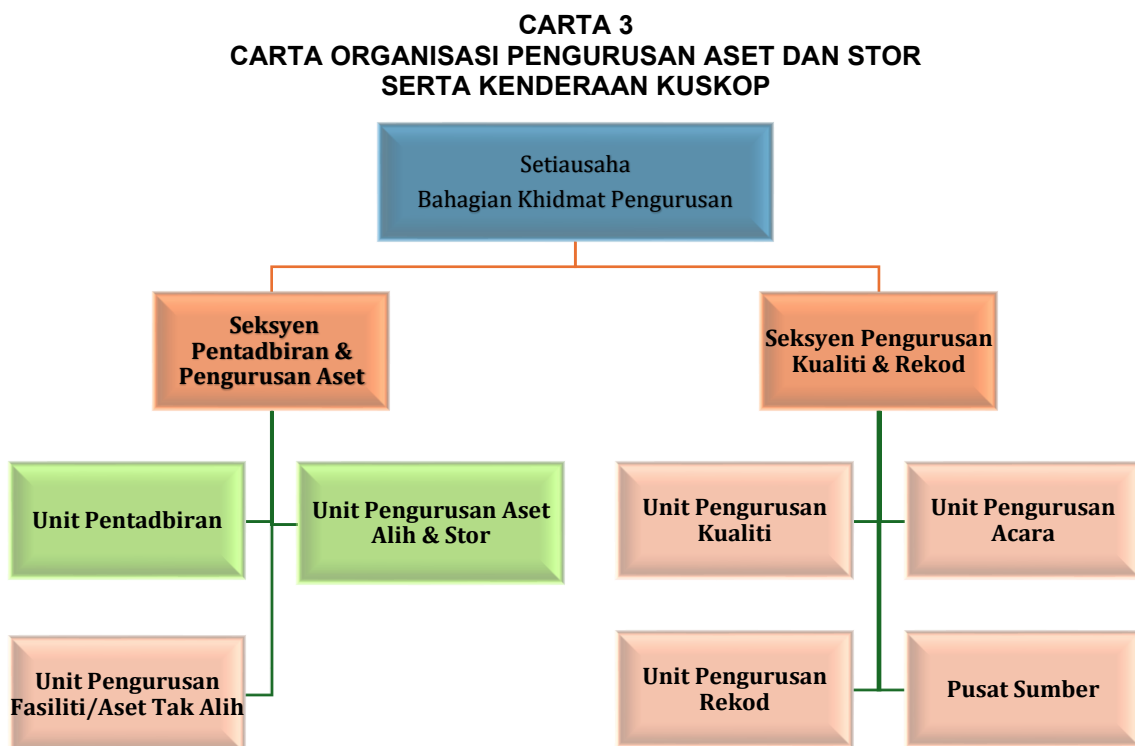 CARTA 3
CARTA ORGANISASI PENGURUSAN ASET DAN STOR
SERTA KENDERAAN KUSKOP
Setiausaha
Bahagian Khidmat Pengurusan
Seksyen
Pentadbiran &
Pengurusan Aset
Seksyen Pengurusan
Kualiti & Rekod
Unit Pentadbiran
Unit Pengurusan Aset
Alih & Stor
Unit Pengurusan
Kualiti
Unit Pengurusan
Acara
Unit Pengurusan
Fasiliti/Aset Tak Alih
Unit Pengurusan
Rekod
Pusat Sumber